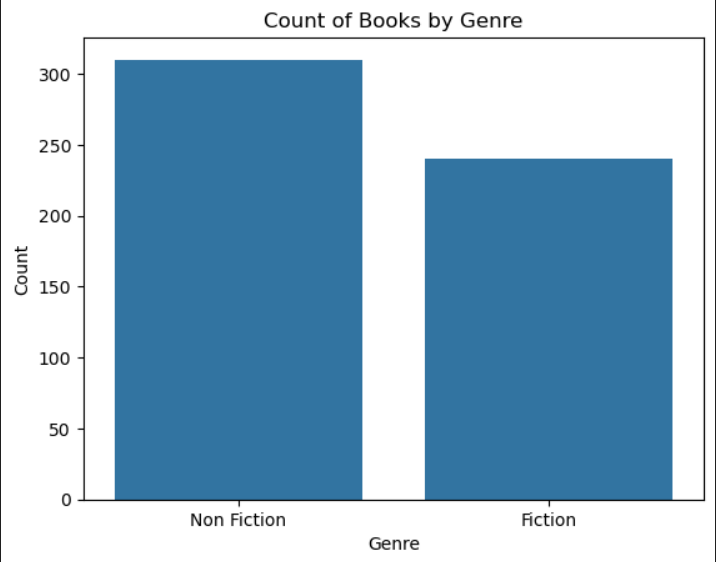 Count of Books by Genre
300
250
200
150
100
50
0
Count
Non Fiction
Fiction
Genre